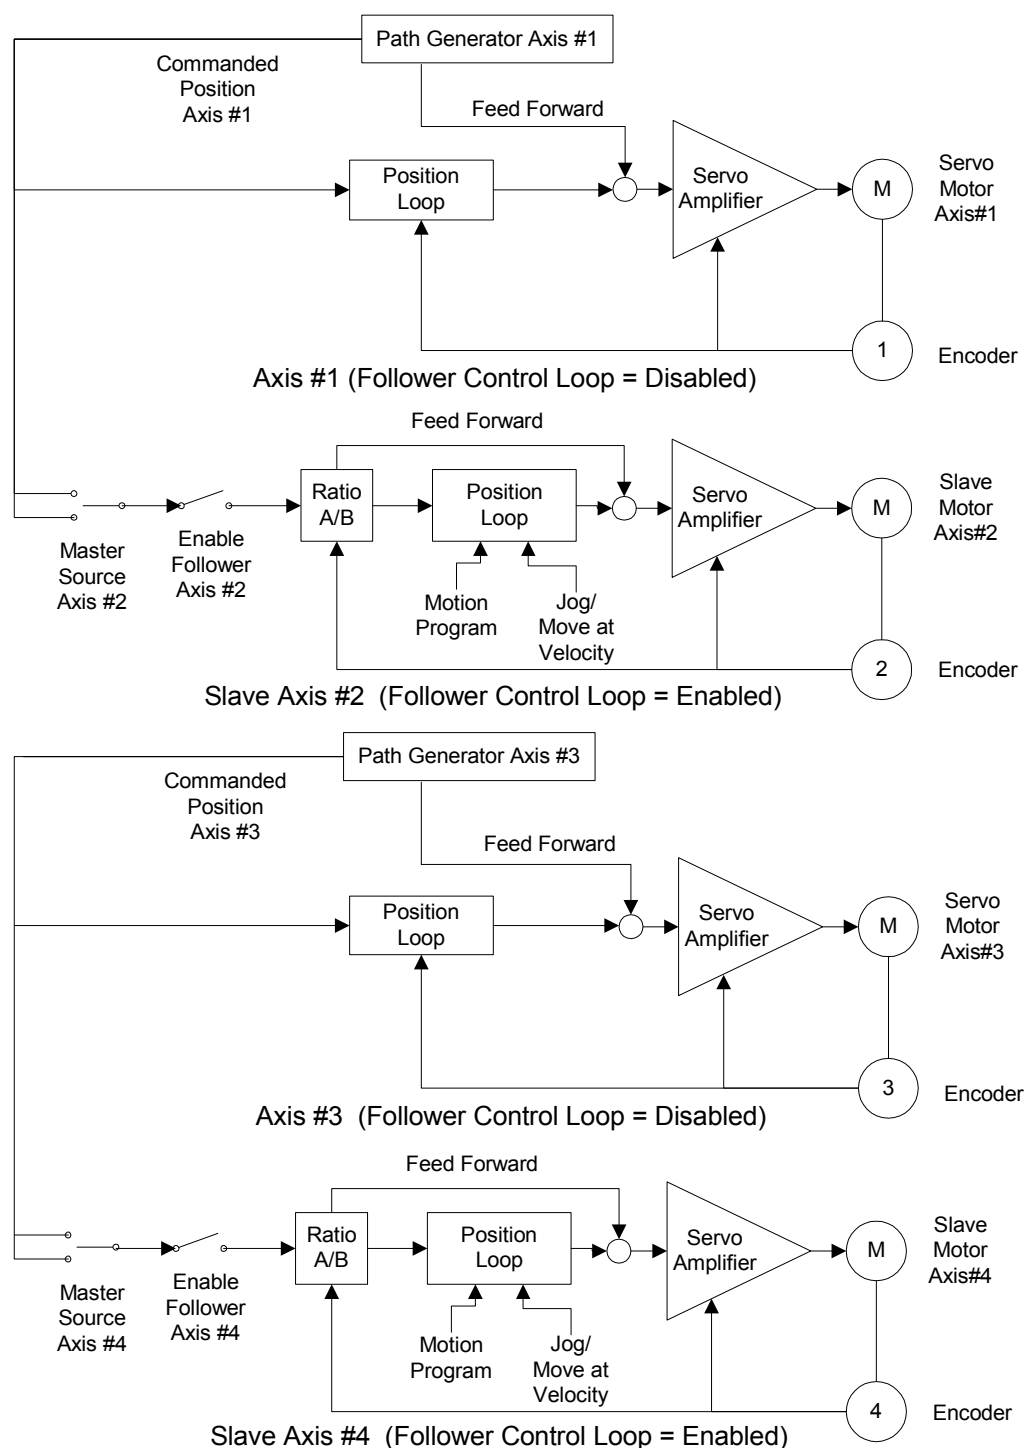 Path Generator Axis #1
Commanded
Position
Axis #1
Feed Forward
Position
Loop
Servo
Amplifier
M
Servo
Motor
Axis#1
1
Encoder
Axis #1 (Follower Control Loop = Disabled)
Feed Forward
Ratio
A/B
Position
Loop
Servo
Amplifier
M
Slave
Motor
Axis#2
Master
Source
Axis #2
Enable
Follower
Axis #2
Motion
Program
Jog/
Move at
Velocity
2
Encoder
Slave Axis #2 (Follower Control Loop = Enabled)
Path Generator Axis #3
Commanded
Position
Axis #3
Feed Forward
Position
Loop
Servo
Amplifier
M
Servo
Motor
Axis#3
3
Encoder
Axis #3 (Follower Control Loop = Disabled)
Feed Forward
Ratio
A/B
Position
Loop
Servo
Amplifier
M
Slave
Motor
Axis#4
Master
Source
Axis #4
Enable
Follower
Axis #4
Motion
Program
Jog/
Move at
Velocity
4
Encoder
Slave Axis #4 (Follower Control Loop = Enabled)